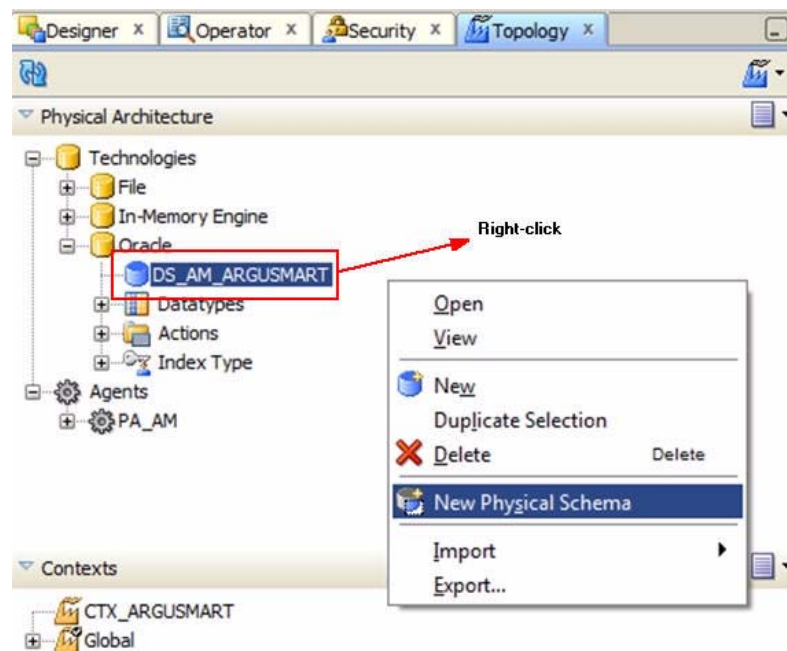 Designer x Operator x Security x Topology x
Physical Architecture
Technologies
File
In-Memory Engine
Oracle
Right-click
DS_AM_ARGUSMART
Datatypes
Actions
Index Type
Agents
PA_AM
Open
View
New
Duplicate Selection
Delete Delete
New Physical Schema
Import
Export...
Contexts
CTX_ARGUSMART
Global